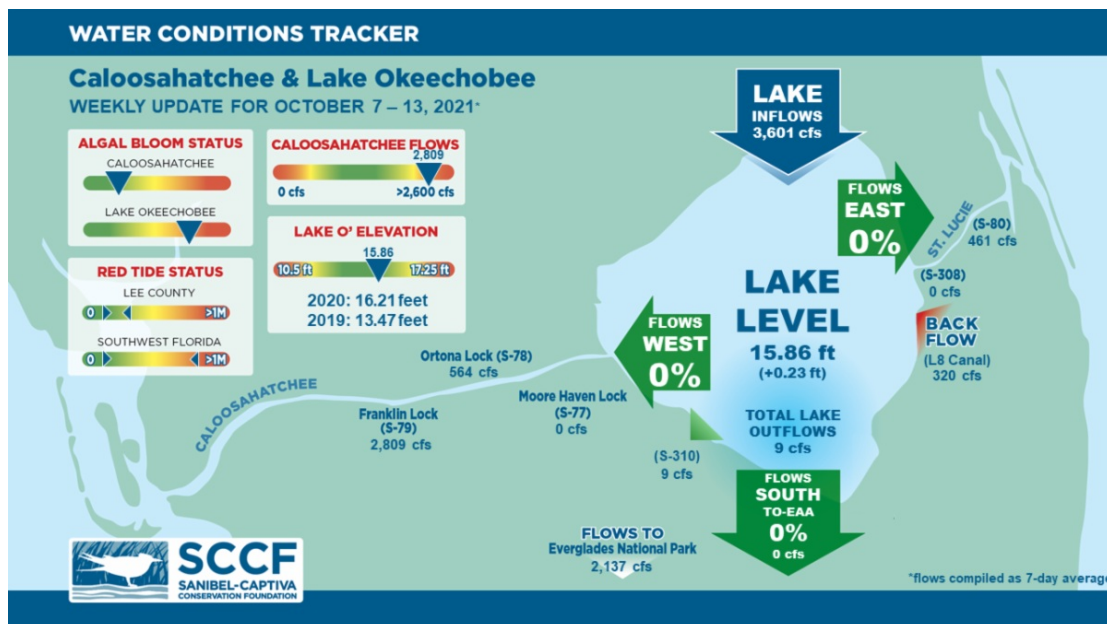 WATER CONDITIONS TRACKER
Caloosahatchee & Lake Okeechobee
WEEKLY UPDATE FOR OCTOBER 7 – 13, 2021*
ALGAL BLOOM STATUS
CALOOSAHATCHEE
LAKE OKEECHOBEE
RED TIDE STATUS
LEE COUNTY
0 >1M
SOUTHWEST FLORIDA
0 >1M
CALOOSAHATCHEE FLOWS
2,809
0 cfs >2,600 cfs
LAKE O' ELEVATION
15.86
10.5 ft 17.25 ft
2020: 16.21 feet
2019: 13.47 feet
LAKE
INFLOWS
3,601 cfs
FLOWS
EAST
0%
ST. LUCIE
(S-80)
461 cfs
(S-308)
0 cfs
BACK
FLOW
(L8 Canal)
320 cfs
LAKE
LEVEL
15.86 ft
(+0.23 ft)
TOTAL LAKE
OUTFLOWS
9 cfs
FLOWS
WEST
0%
Ortona Lock (S-78)
564 cfs
CALOOSAHATCHEE
Franklin Lock
(S-79)
2,809 cfs
Moore Haven Lock
(S-77)
0 cfs
(S-310)
9 cfs
FLOWS
SOUTH
TO-EAA
0%
0 cfs
FLOWS TO
Everglades National Park
2,137 cfs
SCCF
SANIBEL-CAPTIVA
CONSERVATION FOUNDATION
*flows compiled as 7-day average